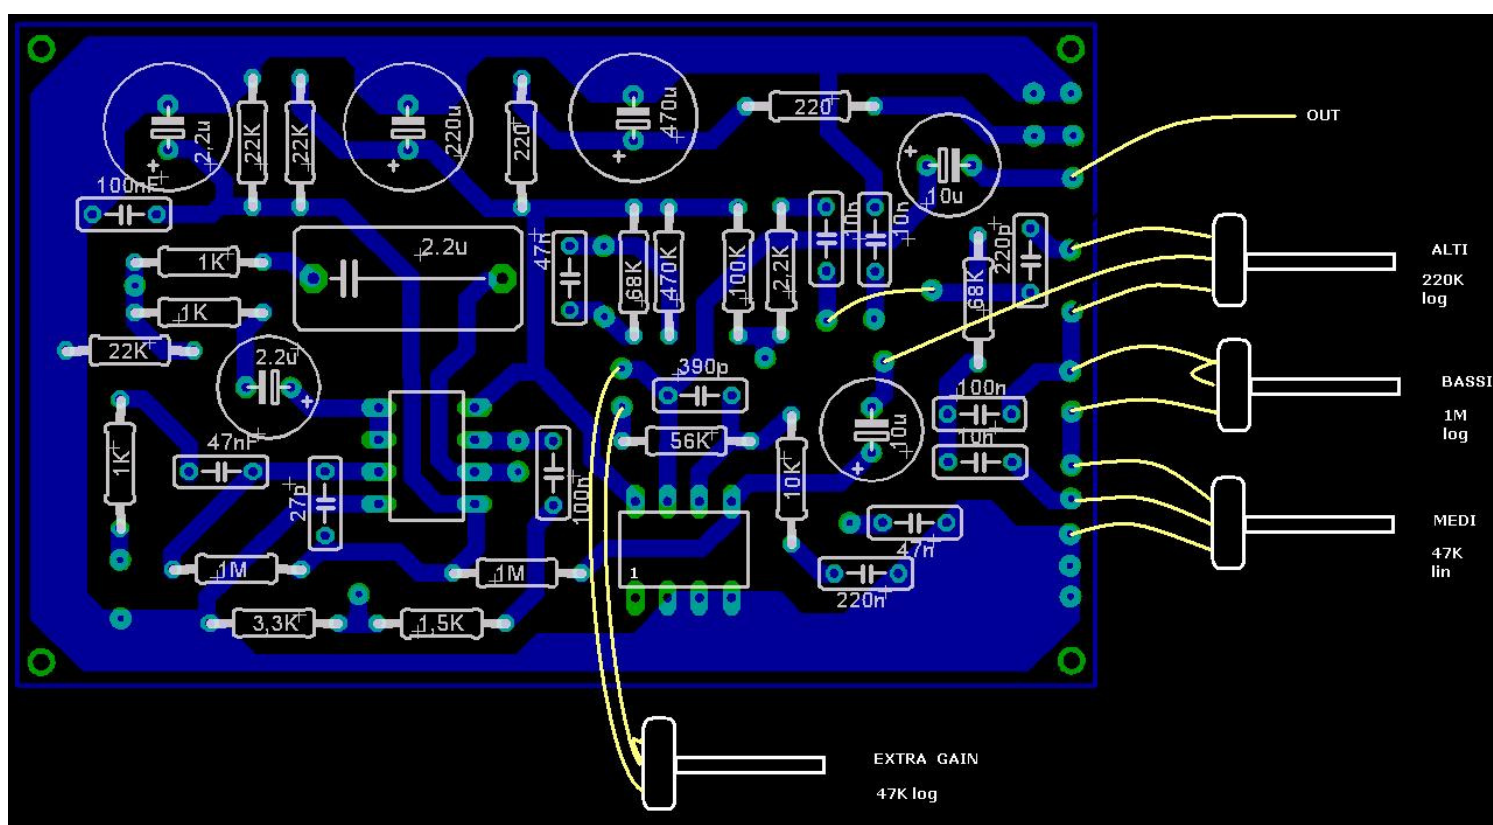 2,2u
22K
22K
220u
220
470u
220
OUT
100nF
10u
10n
10n
220p
1K
2.2u
47n
68K
470K
100K
2,2K
68K
ALTI
220K
log
1K
22K
2.2u
390p
100n
BASSI
1M
log
1K
47nF
56K
10u
10n
27p
100n
10K
47n
MEDI
47K
lin
1M
1M
1
220n
3,3K
1,5K
EXTRA GAIN
47K log